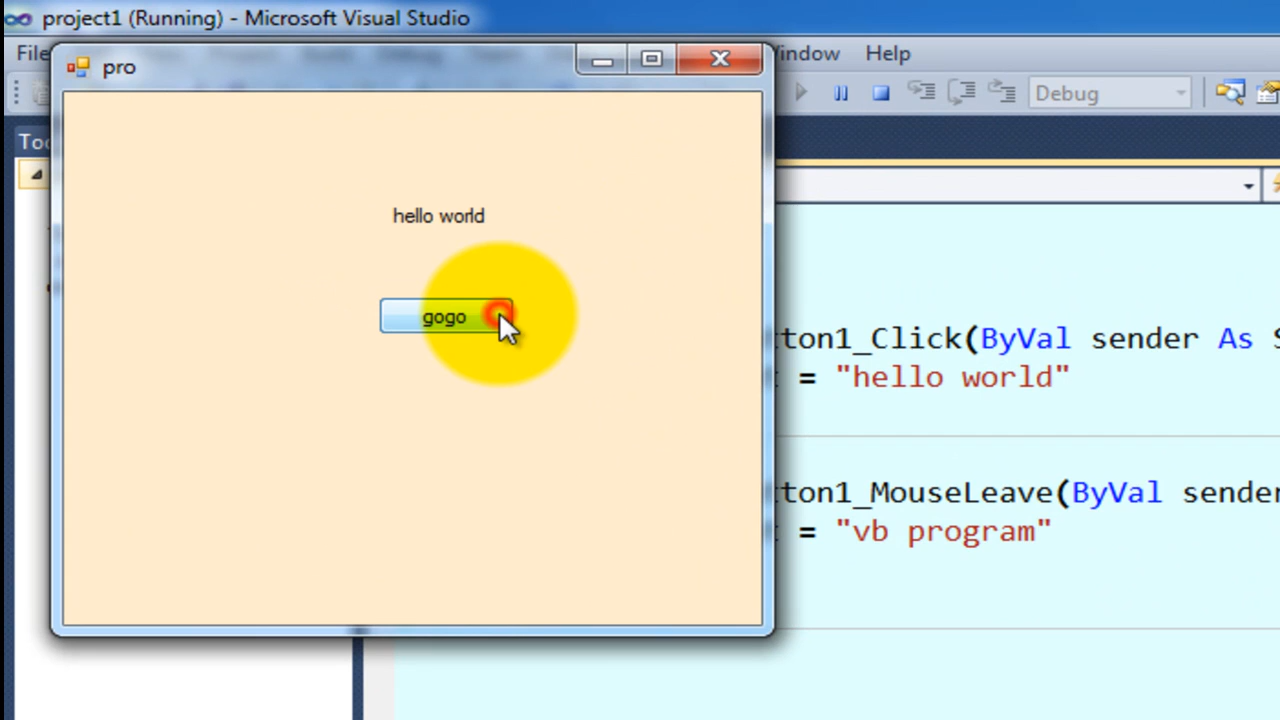 project1 (Running) - Microsoft Visual Studio
File
Window Help
pro
Debug
hello world
gogo
tton1_Click(ByVal sender As S
= "hello world"
tton1_MouseLeave(ByVal sender
= "vb program"